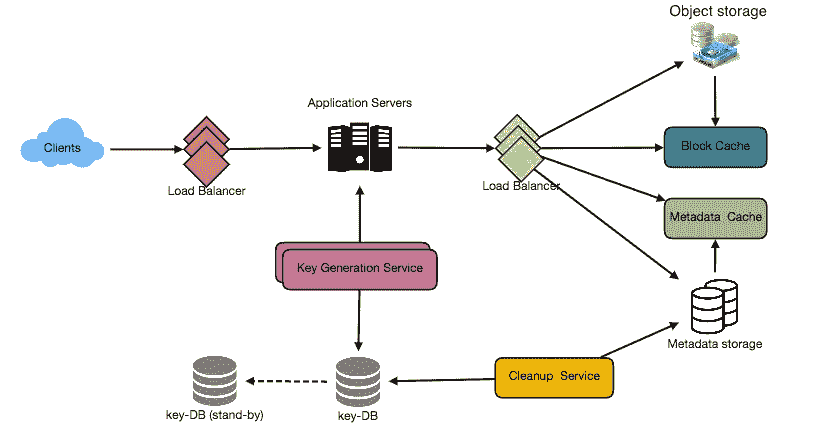 Object storage
Application Servers
Clients
Block Cache
Load Balancer
Load Balancer
Metadata Cache
Key Generation Service
Metadata storage
Cleanup Service
key-DB (stand-by)
key-DB